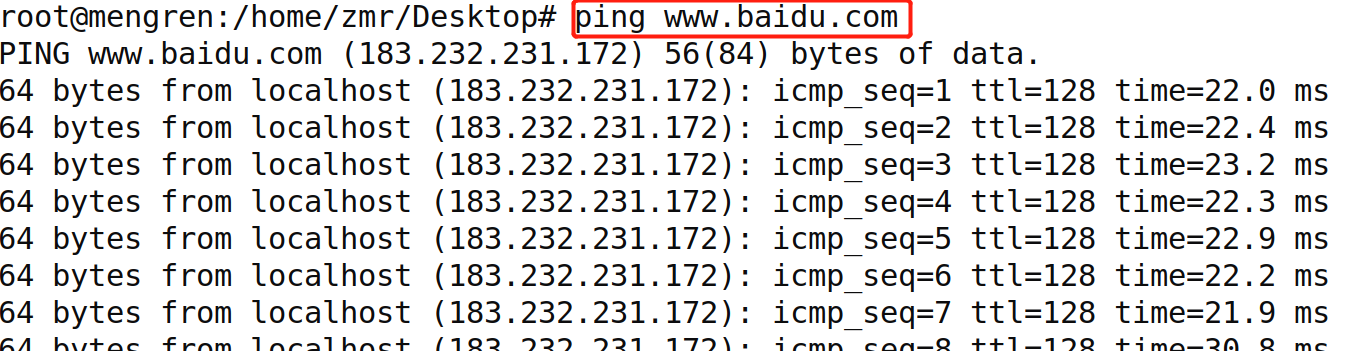 root@mengren:/home/zmr/Desktop# ping www.baidu.com
PING www.baidu.com (183.232.231.172) 56(84) bytes of data.
64 bytes from localhost (183.232.231.172): icmp_seq=1 ttl=128 time=22.0 ms
64 bytes from localhost (183.232.231.172): icmp_seq=2 ttl=128 time=22.4 ms
64 bytes from localhost (183.232.231.172): icmp_seq=3 ttl=128 time=23.2 ms
64 bytes from localhost (183.232.231.172): icmp_seq=4 ttl=128 time=22.3 ms
64 bytes from localhost (183.232.231.172): icmp_seq=5 ttl=128 time=22.9 ms
64 bytes from localhost (183.232.231.172): icmp_seq=6 ttl=128 time=22.2 ms
64 bytes from localhost (183.232.231.172): icmp_seq=7 ttl=128 time=21.9 ms
64 bytes from localhost (183.232.231.172): icmp_seq=8 ttl=128 time=30.8 ms